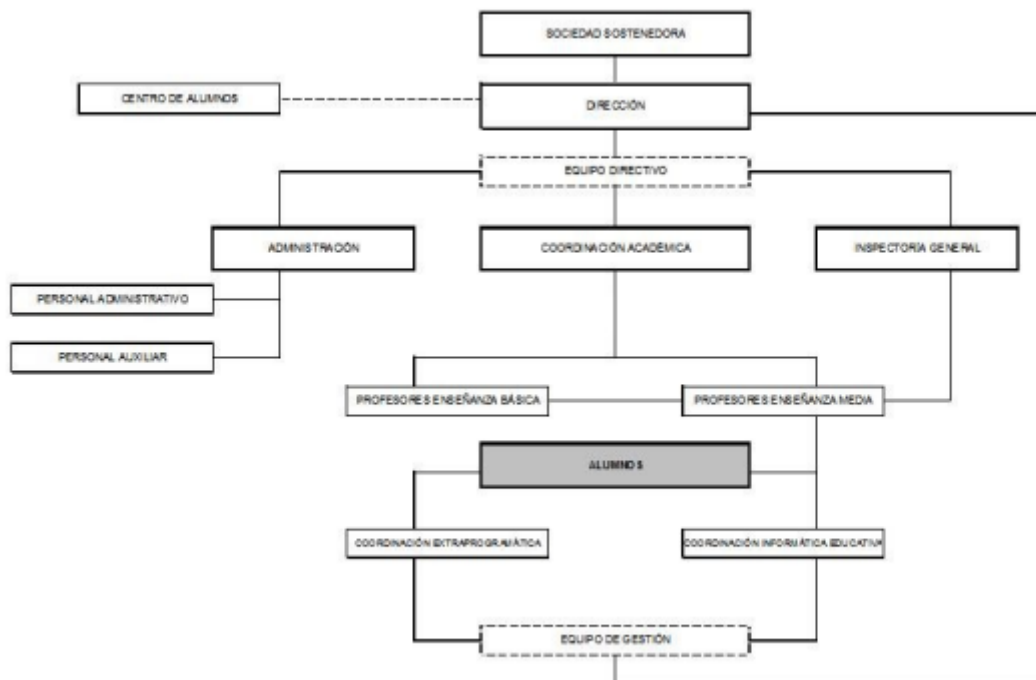 SOCIEDAD SOSTENEDORA
CENTRO DE ALUMNOS
DIRECCIÓN
EQUIPO DIRECTIVO
ADMINISTRACIÓN
COORDINACIÓN ACADÉMICA
INSPECTORÍA GENERAL
PERSONAL ADMINISTRATIVO
PERSONAL AUXILIAR
PROFESORES ENSEÑANZA BÁSICA
PROFESORES ENSEÑANZA MEDIA
ALUMNOS
COORDINACIÓN EXTRAPROGRAMÁTICA
COORDINACIÓN INFORMÁTICA EDUCATIVA
EQUIPO DE GESTIÓN